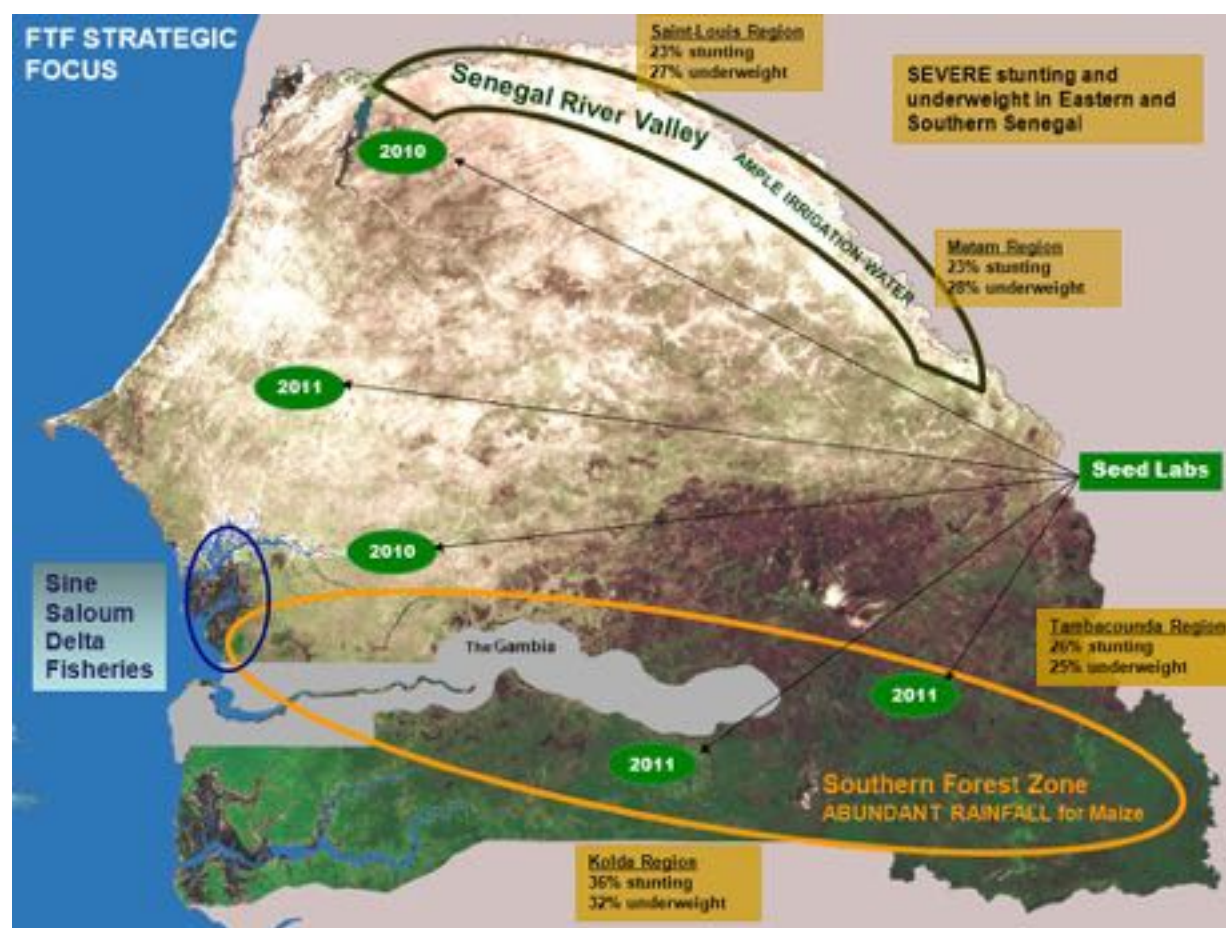 FTF STRATEGIC
FOCUS
Saint-Louis Region
23% stunting
27% underweight
SEVERE stunting and
underweight in Eastern and
Southern Senegal
Senegal River Valley
AMPLE IRRIGATION WATER
2010
Matam Region
23% stunting
28% underweight
2011
Seed Labs
2010
Sine
Saloum
Delta
Fisheries
The Gambia
Tambacounda Region
26% stunting
25% underweight
2011
2011
Southern Forest Zone
ABUNDANT RAINFALL for Maize
Kolda Region
36% stunting
32% underweight